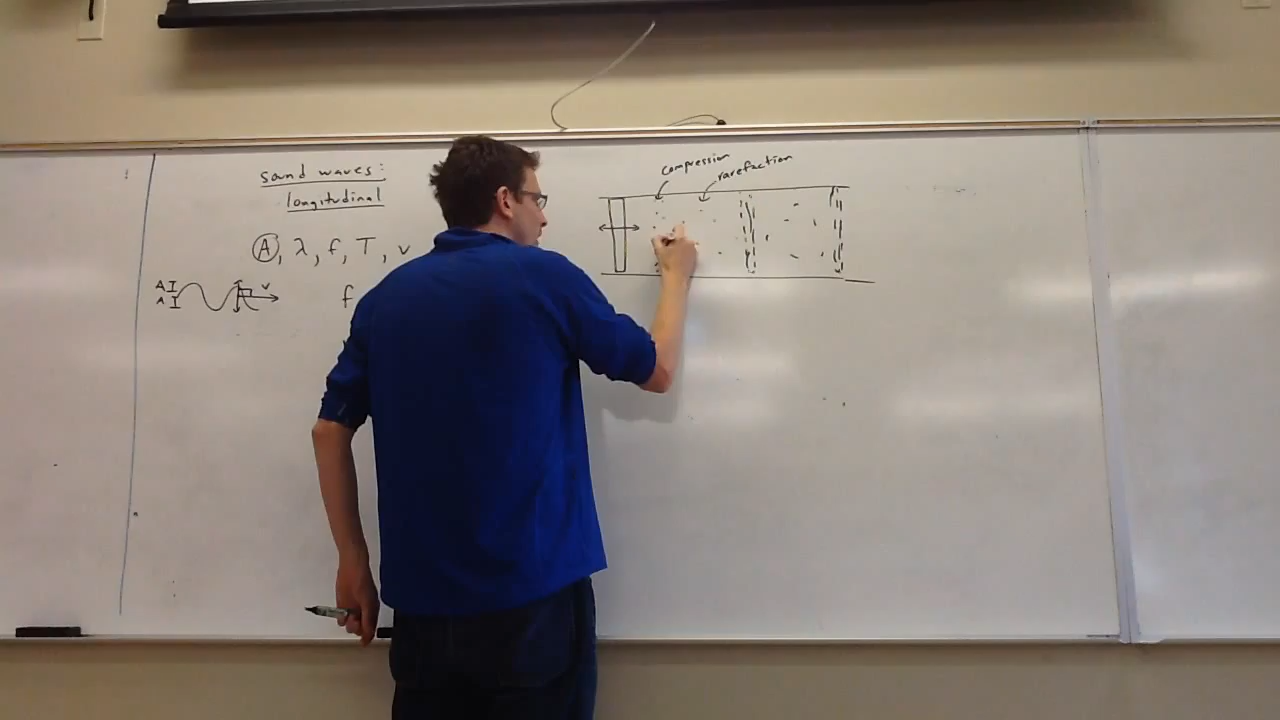 sound waves:
longitudinal
A, λ, f, T, v
A
A
v
f
compression
rarefaction